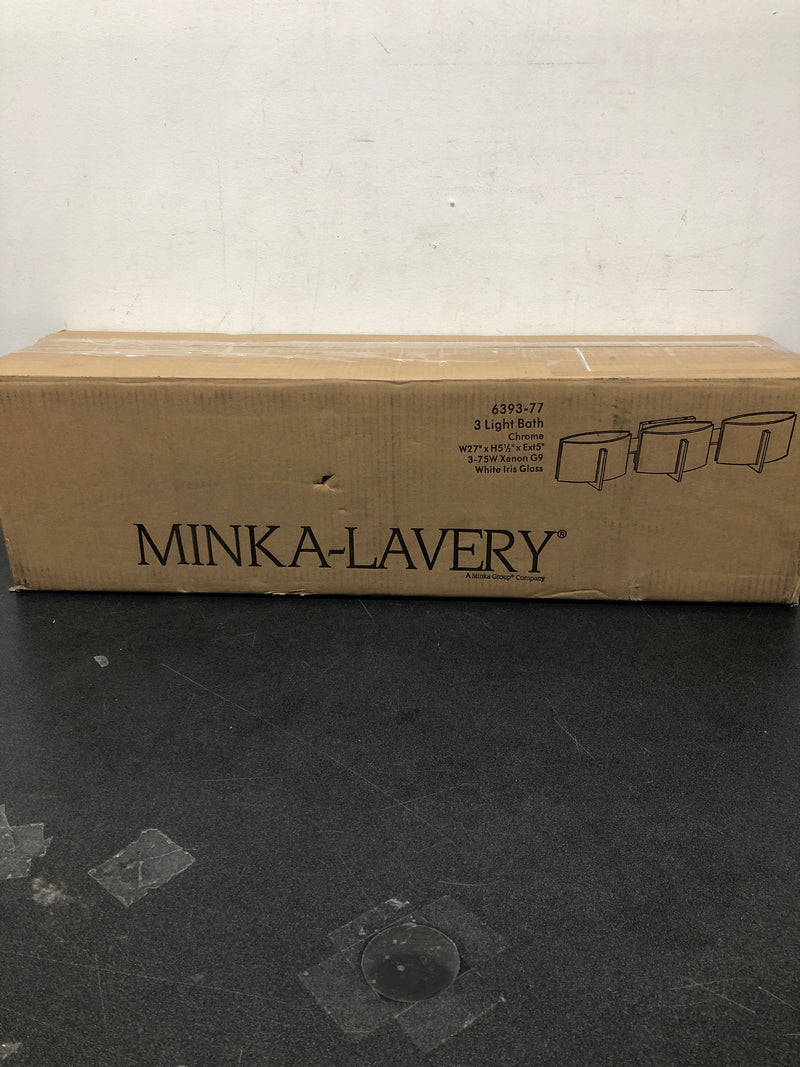 6393-77
3 Light Bath
Chrome
W27" x H5½" x Ext5"
3-75W Xenon G9
White Iris Glass
MINKA-LAVERY®
A Minka Group® Company